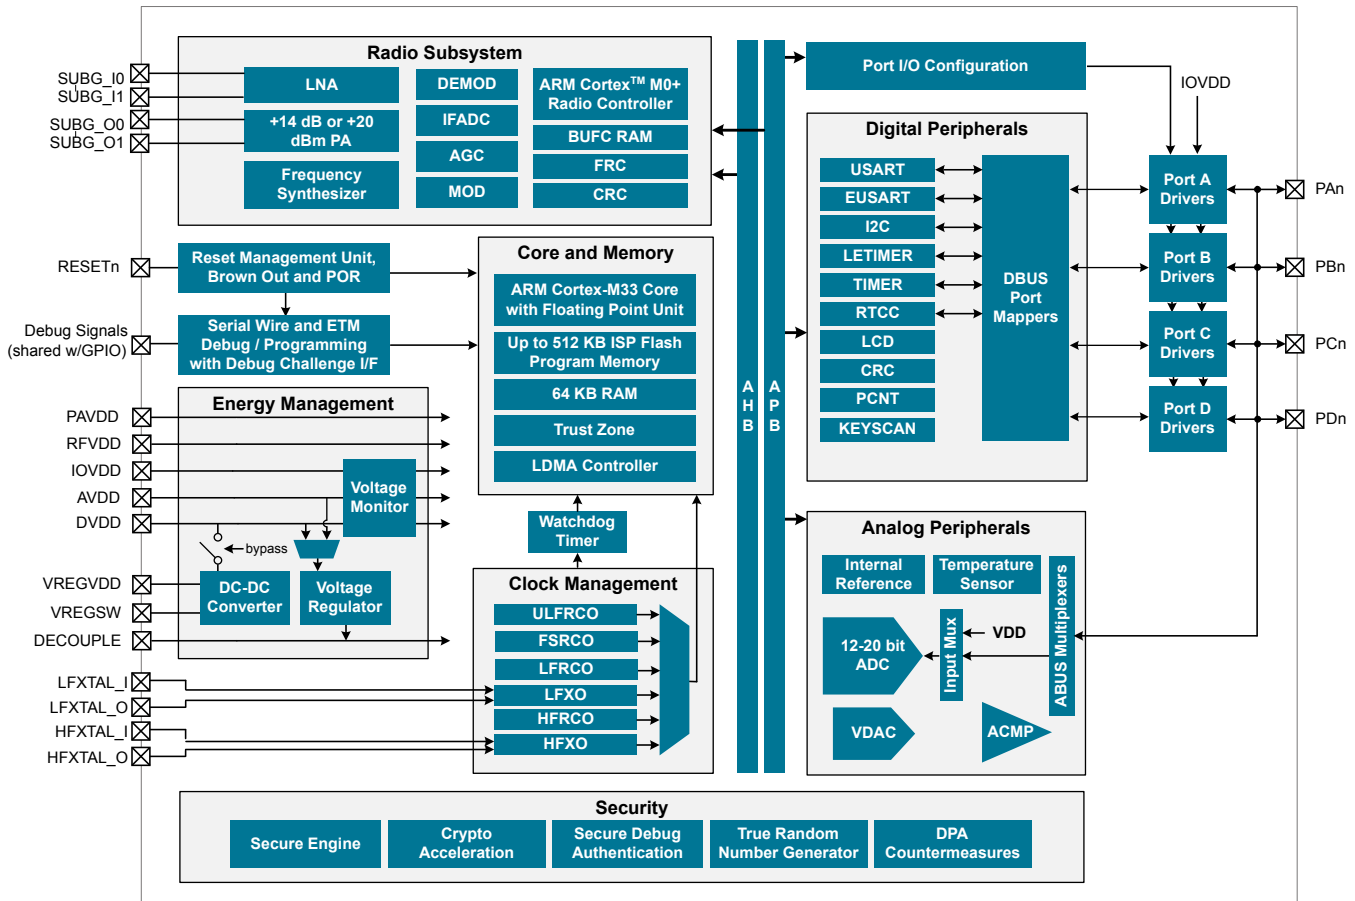 Radio Subsystem
SUBG_I0
SUBG_I1
SUBG_O0
SUBG_O1
LNA
+14 dB or +20
dBm PA
Frequency
Synthesizer
DEMOD
IFADC
AGC
MOD
ARM Cortex™ M0+
Radio Controller
BUFC RAM
FRC
CRC
RESETn
Reset Management Unit,
Brown Out and POR
Debug Signals
(shared w/GPIO)
Serial Wire and ETM
Debug / Programming
with Debug Challenge I/F
Core and Memory
ARM Cortex-M33 Core
with Floating Point Unit
Up to 512 KB ISP Flash
Program Memory
64 KB RAM
Trust Zone
LDMA Controller
Energy Management
PAVDD
RFVDD
IOVDD
AVDD
DVDD
VREGVDD
VREGSW
DECOUPLE
Voltage
Monitor
bypass
DC-DC
Converter
Voltage
Regulator
Watchdog
Timer
Clock Management
ULFRCO
FSRCO
LFRCO
LFXO
HFRCO
HFXO
LFXTAL_I
LFXTAL_O
HFXTAL_I
HFXTAL_O
A
H
B
A
P
B
Port I/O Configuration
IOVDD
Digital Peripherals
USART
EUSART
I2C
LETIMER
TIMER
RTCC
LCD
CRC
PCNT
KEYSCAN
DBUS
Port
Mappers
Port A
Drivers
Port B
Drivers
Port C
Drivers
Port D
Drivers
PAn
PBn
PCn
PDn
Analog Peripherals
Internal
Reference
Temperature
Sensor
12-20 bit
ADC
Input Mux
VDD
ABUS Multiplexers
VDAC
ACMP
Security
Secure Engine
Crypto
Acceleration
Secure Debug
Authentication
True Random
Number Generator
DPA
Countermeasures